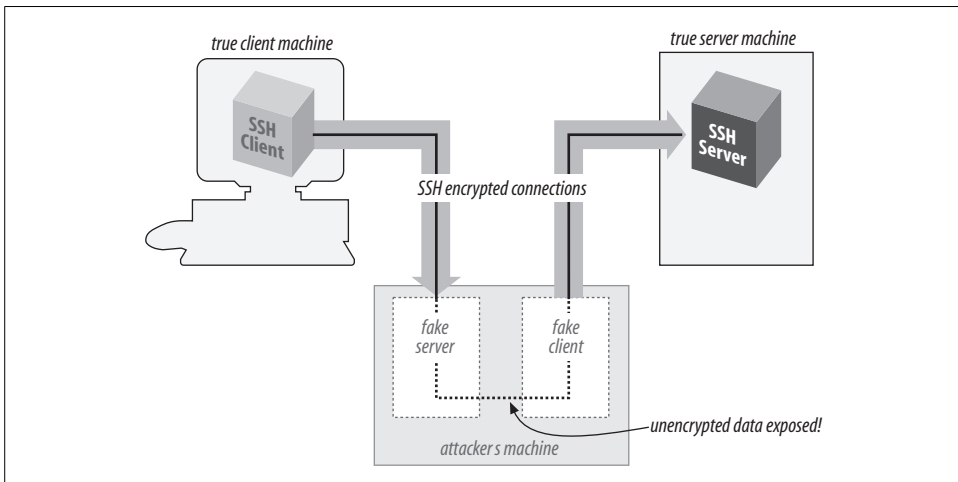 true client machine
true server machine
SSH
Client
SSH
Server
SSH encrypted connections
fake
server
fake
client
unencrypted data exposed!
attacker s machine